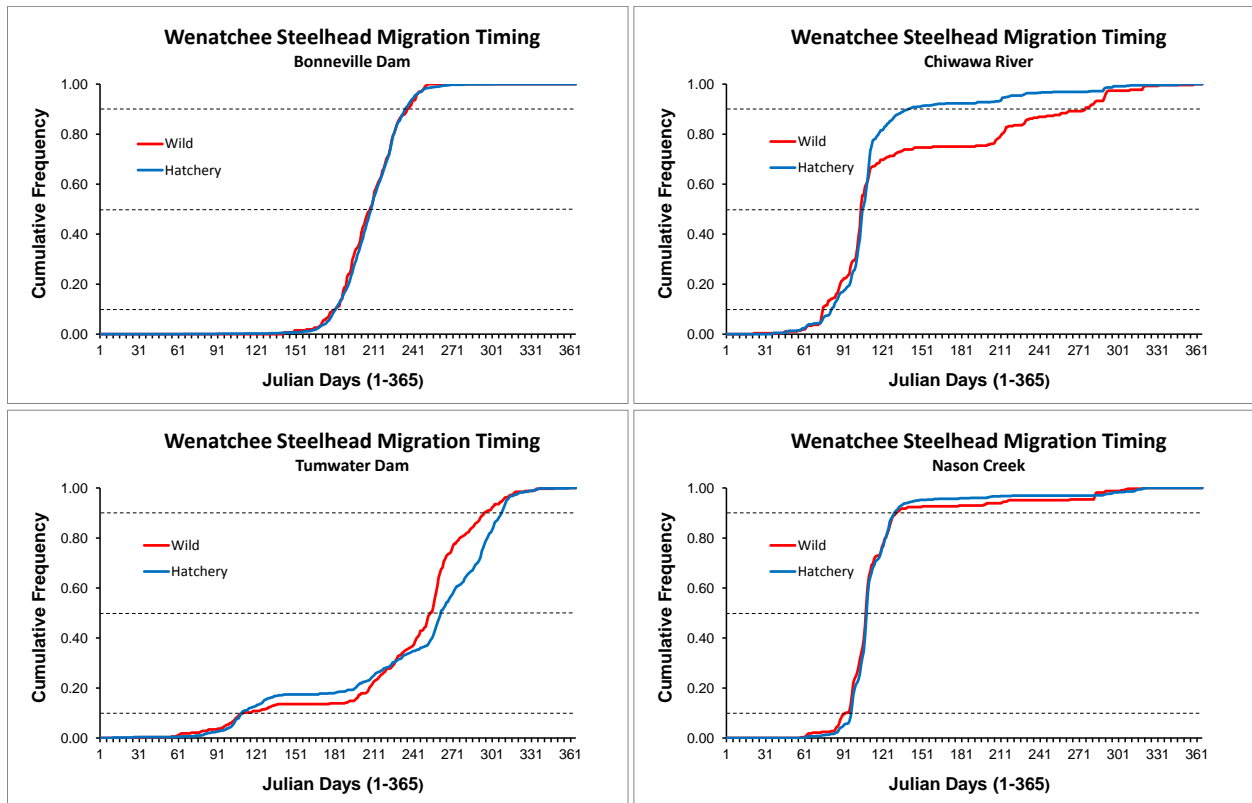 Wenatchee Steelhead Migration Timing
Bonneville Dam
Cumulative Frequency
1.00
0.80
0.60
0.40
0.20
0.00
Wild
Hatchery
1 31 61 91 121 151 181 211 241 271 301 331 361
Julian Days (1-365)
Wenatchee Steelhead Migration Timing
Chiwawa River
Cumulative Frequency
1.00
0.80
0.60
0.40
0.20
0.00
Wild
Hatchery
1 31 61 91 121 151 181 211 241 271 301 331 361
Julian Days (1-365)
Wenatchee Steelhead Migration Timing
Tumwater Dam
Cumulative Frequency
1.00
0.80
0.60
0.40
0.20
0.00
Wild
Hatchery
1 31 61 91 121 151 181 211 241 271 301 331 361
Julian Days (1-365)
Wenatchee Steelhead Migration Timing
Nason Creek
Cumulative Frequency
1.00
0.80
0.60
0.40
0.20
0.00
Wild
Hatchery
1 31 61 91 121 151 181 211 241 271 301 331 361
Julian Days (1-365)